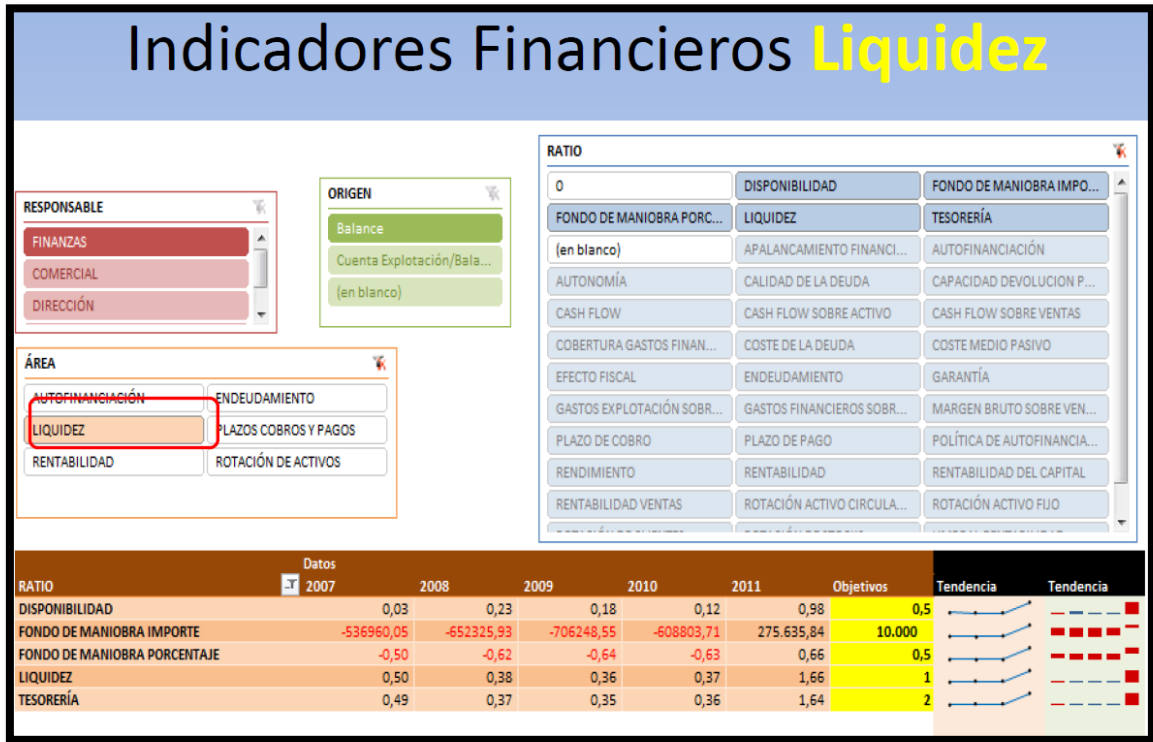 Indicadores Financieros Liquidez
RESPONSABLE
FINANZAS
COMERCIAL
DIRECCIÓN
ORIGEN
Balance
Cuenta Explotación/Bala...
(en blanco)
ÁREA
AUTOFINANCIACIÓN ENDEUDAMIENTO
LIQUIDEZ PLAZOS COBROS Y PAGOS
RENTABILIDAD ROTACIÓN DE ACTIVOS
RATIO
0 DISPONIBILIDAD FONDO DE MANIOBRA IMPO...
FONDO DE MANIOBRA PORC... LIQUIDEZ TESORERÍA
(en blanco) APALANCAMIENTO FINANCI... AUTOFINANCIACIÓN
AUTONOMÍA CALIDAD DE LA DEUDA CAPACIDAD DEVOLUCION P...
CASH FLOW CASH FLOW SOBRE ACTIVO CASH FLOW SOBRE VENTAS
COBERTURA GASTOS FINAN... COSTE DE LA DEUDA COSTE MEDIO PASIVO
EFECTO FISCAL ENDEUDAMIENTO GARANTÍA
GASTOS EXPLOTACIÓN SOBR... GASTOS FINANCIEROS SOBR... MARGEN BRUTO SOBRE VEN...
PLAZO DE COBRO PLAZO DE PAGO POLÍTICA DE AUTOFINANCIA...
RENDIMIENTO RENTABILIDAD RENTABILIDAD DEL CAPITAL
RENTABILIDAD VENTAS ROTACIÓN ACTIVO CIRCULA... ROTACIÓN ACTIVO FIJO
Datos
RATIO 2007 2008 2009 2010 2011 Objetivos Tendencia Tendencia
DISPONIBILIDAD 0,03 0,23 0,18 0,12 0,98 0,5
FONDO DE MANIOBRA IMPORTE -536960,05 -652325,93 -706248,55 -608803,71 275.635,84 10.000
FONDO DE MANIOBRA PORCENTAJE -0,50 -0,62 -0,64 -0,63 0,66 0,5
LIQUIDEZ 0,50 0,38 0,36 0,37 1,66 1
TESORERÍA 0,49 0,37 0,35 0,36 1,64 2